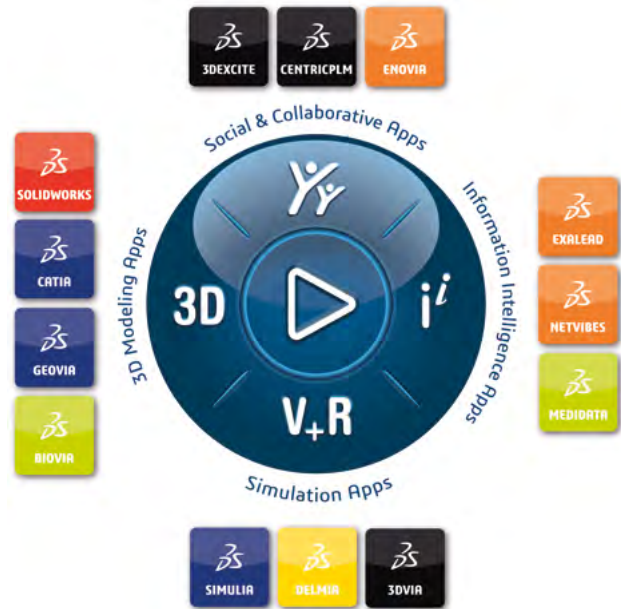 3DEXCITE
CENTRICPLM
ENOVIA
Social & Collaborative Apps
SOLIDWORKS
CATIA
GEOVIA
BIOVIA
3D Modeling Apps
3D
i i
V+R
Information Intelligence Apps
EXALEAD
NETVIBES
MEDIDATA
Simulation Apps
SIMULIA
DELMIA
3DVIA